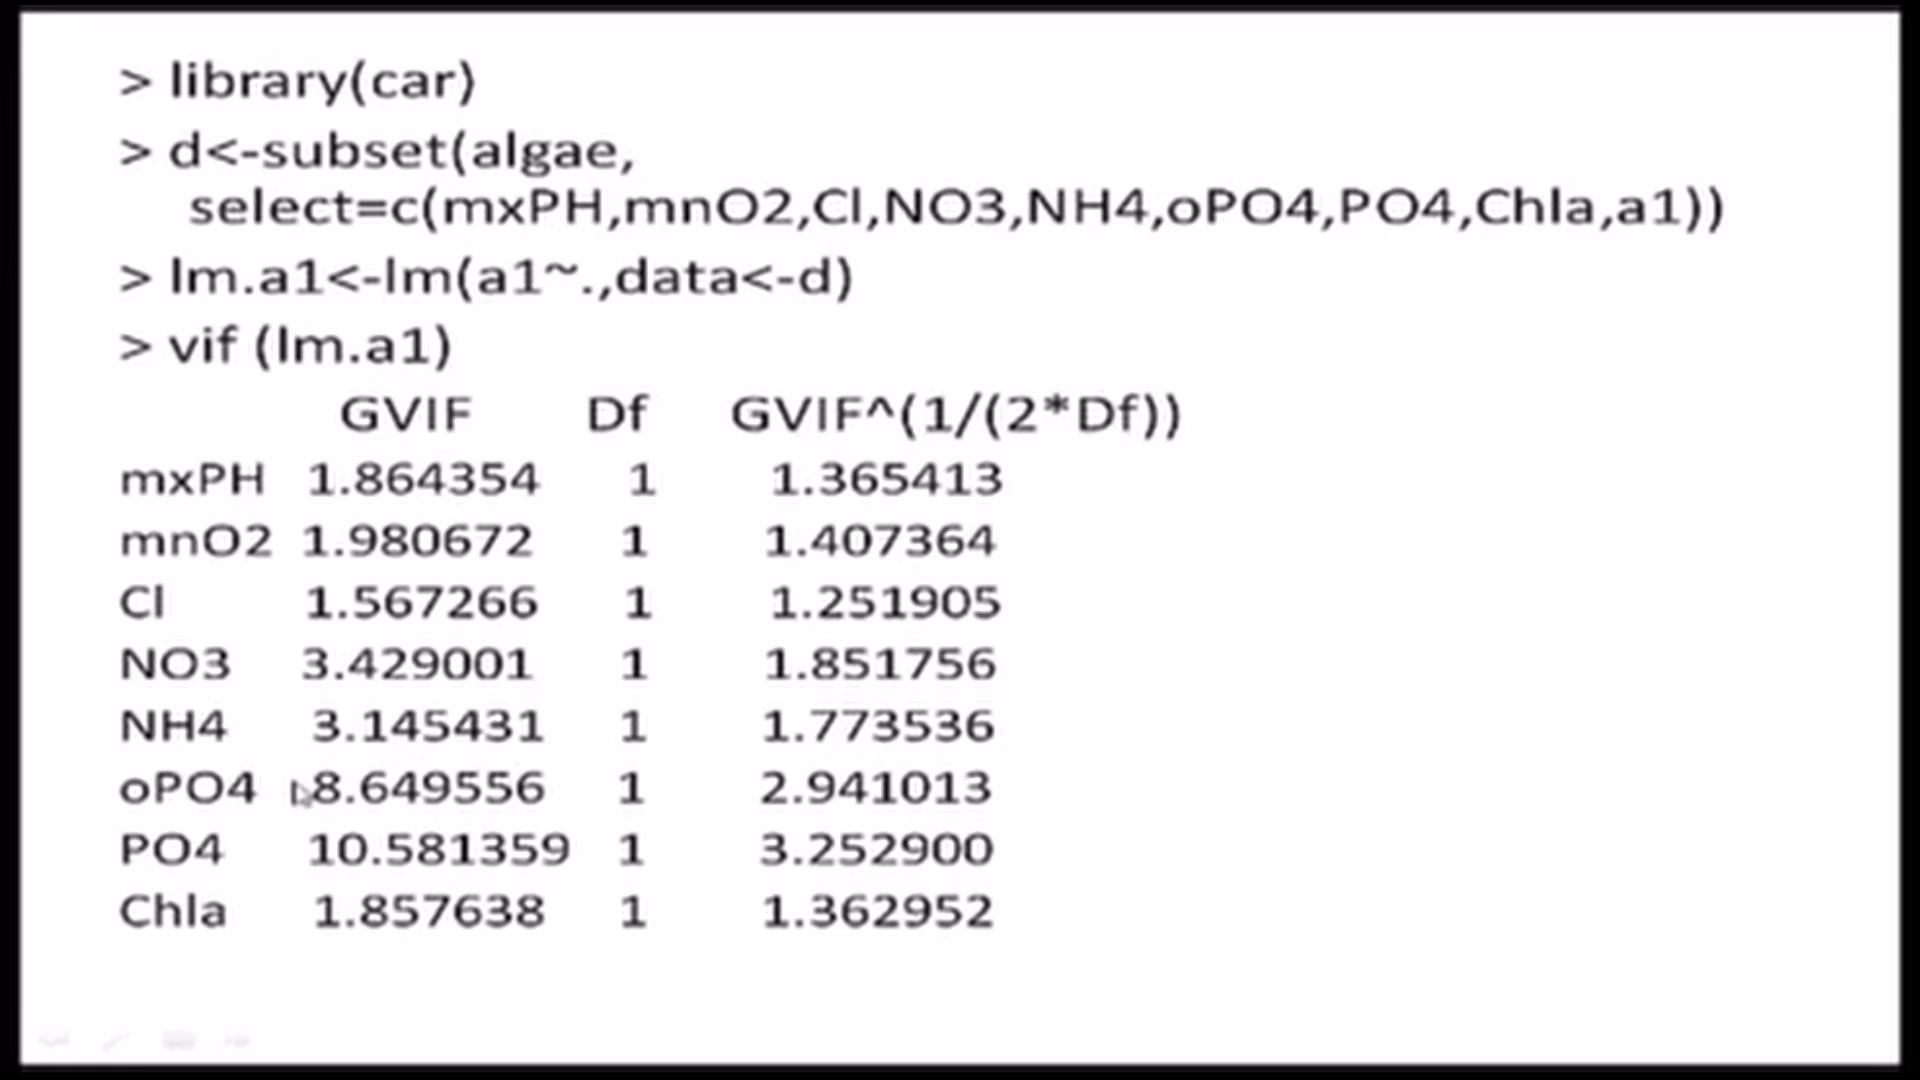 > library(car)
> d<-subset(algae,
select=c(mxPH,mnO2,Cl,NO3,NH4,oPO4,PO4,Chla,a1))
> lm.a1<-lm(a1~.,data<-d)
> vif (lm.a1)
GVIF Df GVIF^(1/(2*Df))
mxPH 1.864354 1 1.365413
mnO2 1.980672 1 1.407364
Cl 1.567266 1 1.251905
NO3 3.429001 1 1.851756
NH4 3.145431 1 1.773536
oPO4 8.649556 1 2.941013
PO4 10.581359 1 3.252900
Chla 1.857638 1 1.362952